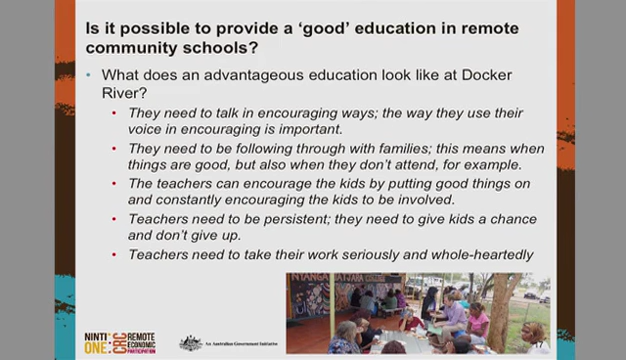 Is it possible to provide a ‘good’ education in remote
community schools?
• What does an advantageous education look like at Docker
River?
• They need to talk in encouraging ways; the way they use their
voice in encouraging is important.
• They need to be following through with families; this means when
things are good, but also when they don’t attend, for example.
• The teachers can encourage the kids by putting good things on
and constantly encouraging the kids to be involved.
• Teachers need to be persistent; they need to give kids a chance
and don’t give up.
• Teachers need to take their work seriously and whole-heartedly
NINTI
ONE
CRC
REMOTE
ECONOMIC
PARTICIPATION
An Australian Government Initiative
17